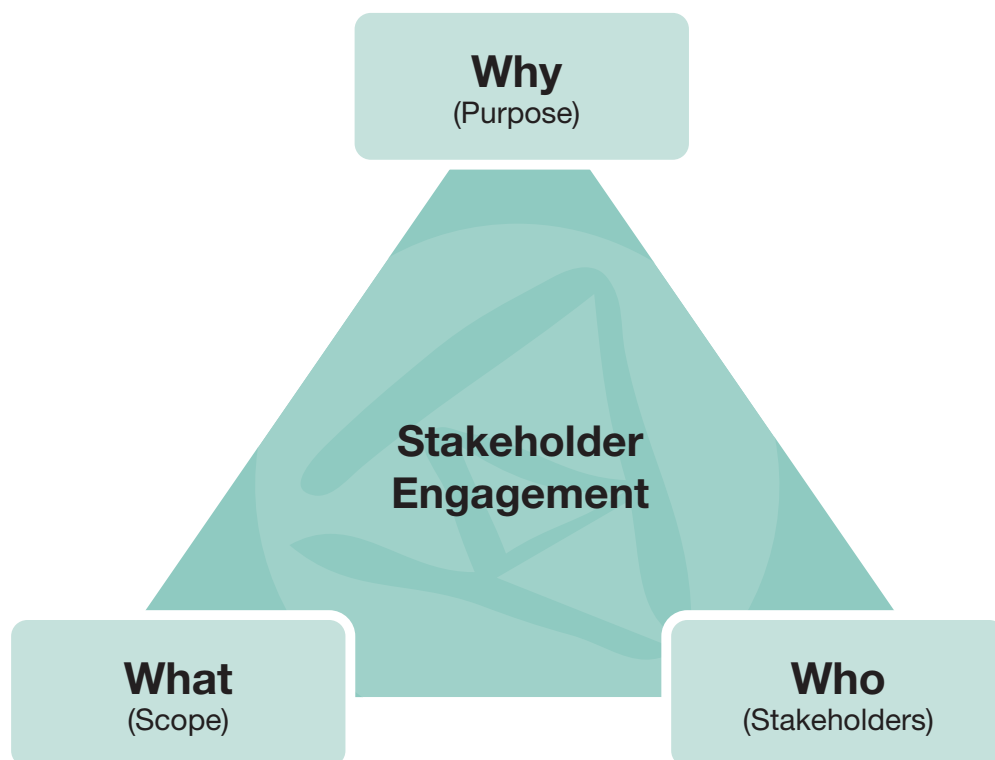 Why
(Purpose)
Stakeholder
Engagement
What
(Scope)
Who
(Stakeholders)